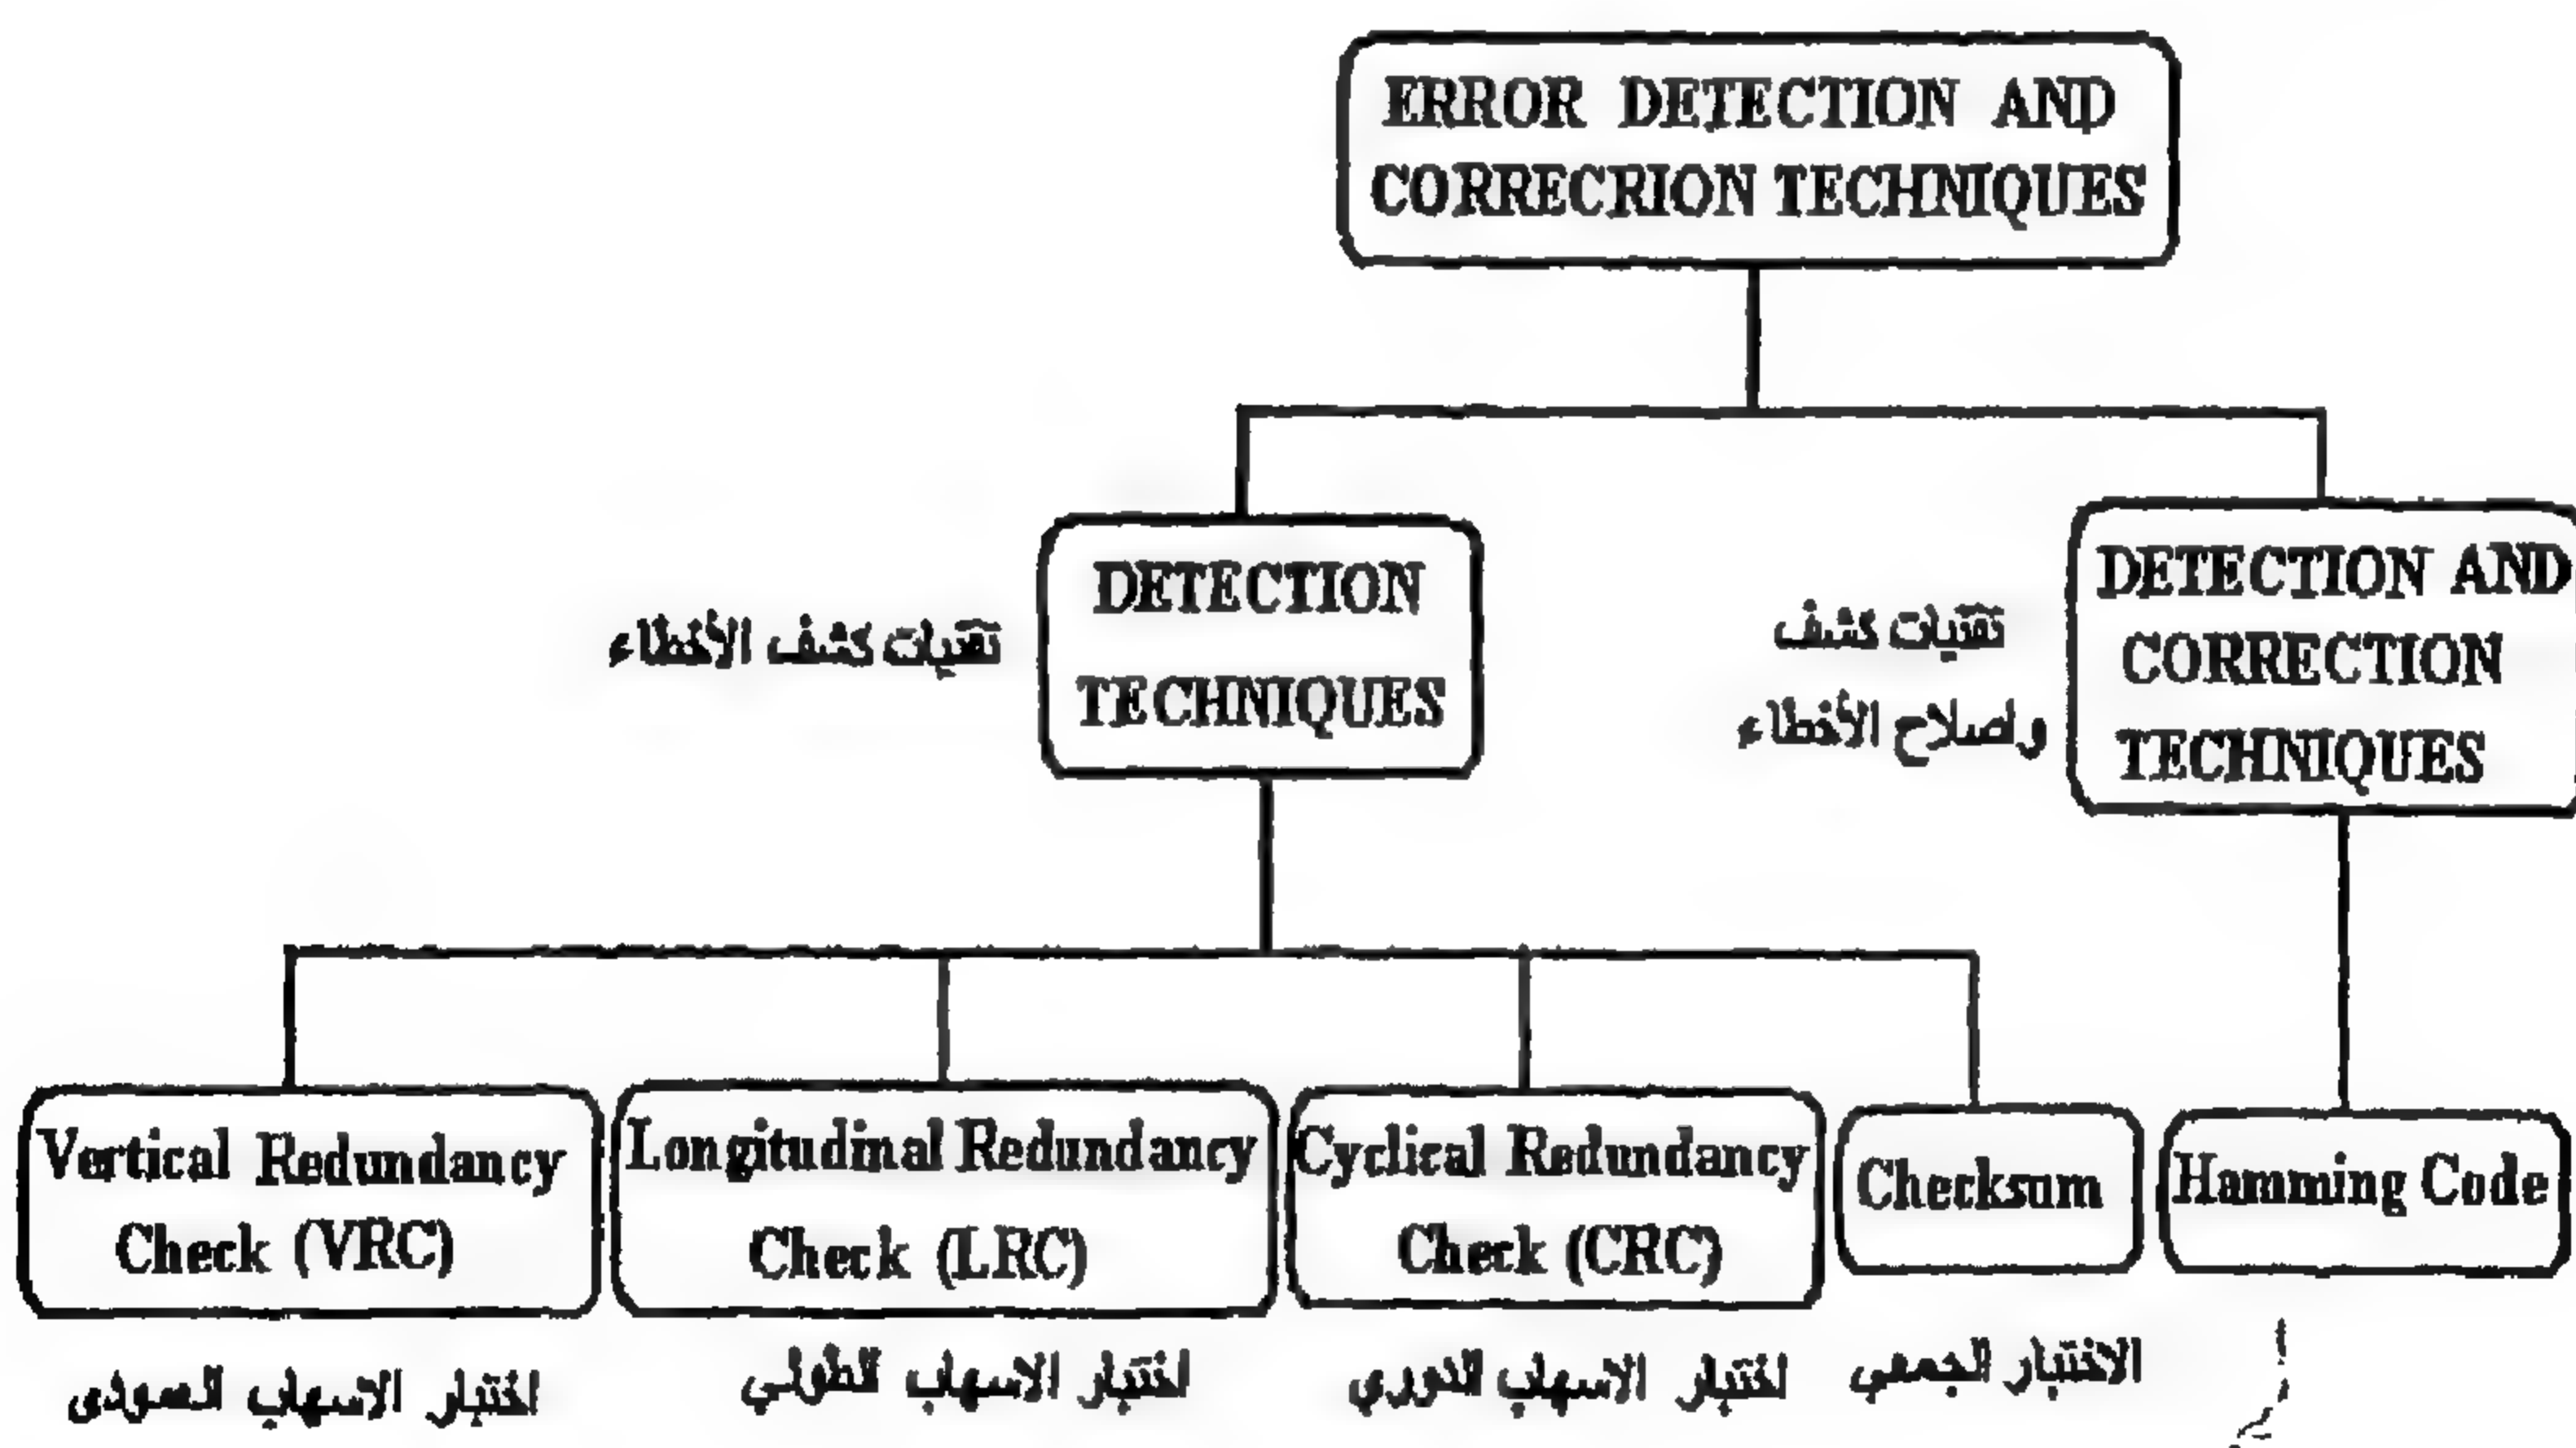 ERROR DETECTION AND
CORRECRION TECHNIQUES
DETECTION
TECHNIQUES
تقنيات كشف الأخطاء
DETECTION AND
CORRECTION
TECHNIQUES
تقنيات كشف
واصلاح الأخطاء
Vertical Redundancy
Check (VRC)
اختبار الاسهاب العمودي
Longitudinal Redundancy
Check (LRC)
اختبار الاسهاب الطولي
Cyclical Redundancy
Check (CRC)
اختبار الاسهاب الدوري
Checksum
الاختبار الجمعي
Hamming Code